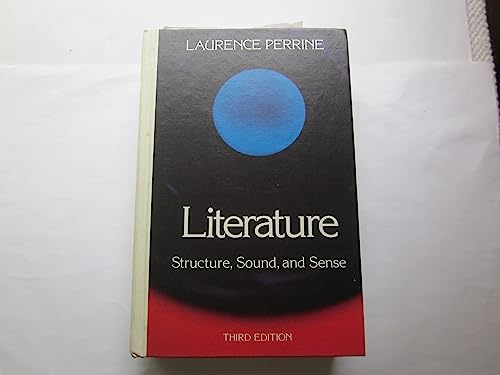 LAURENCE PERRINE
Literature
Structure, Sound, and Sense
THIRD EDITION